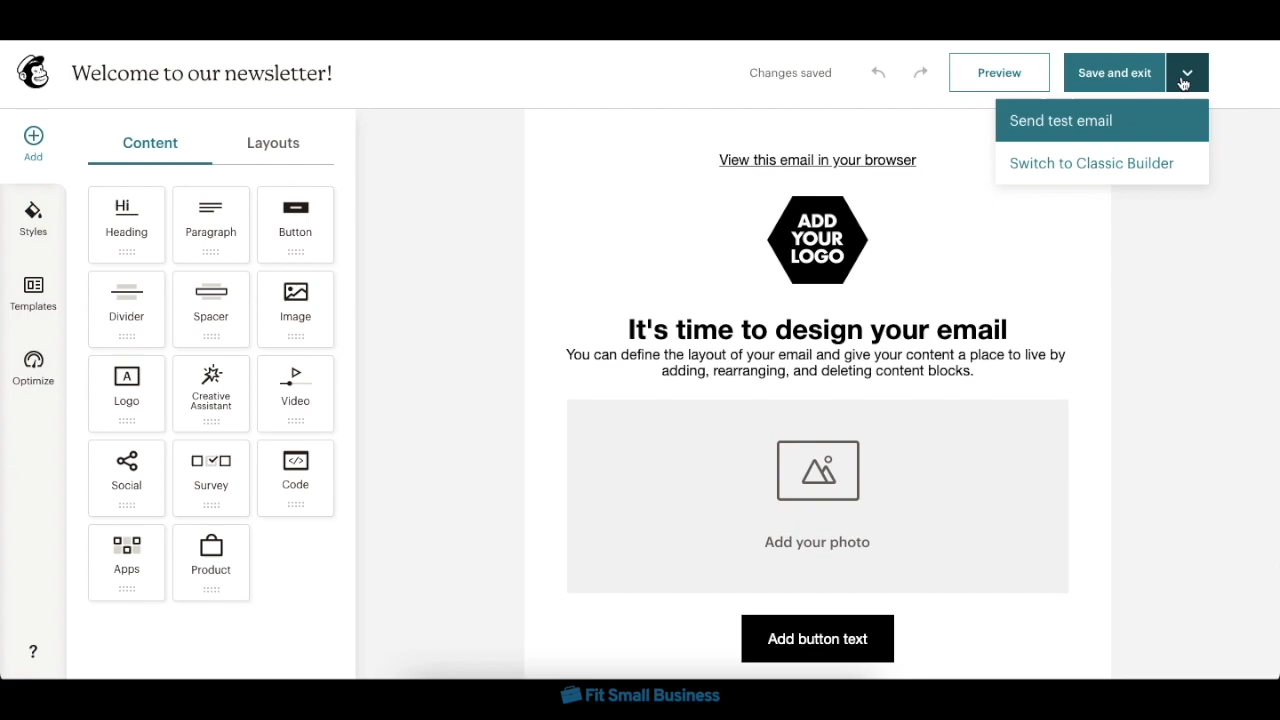 Welcome to our newsletter!
Changes saved
Preview
Save and exit
Send test email
Switch to Classic Builder
Add
Styles
Templates
Optimize
?
Content
Layouts
Hi
Heading
Paragraph
Button
Divider
Spacer
Image
A
Logo
Creative
Assistant
Video
Social
Survey
Code
Apps
Product
View this email in your browser
ADD
YOUR
LOGO
It's time to design your email
You can define the layout of your email and give your content a place to live by
adding, rearranging, and deleting content blocks.
Add your photo
Add button text
Fit Small Business